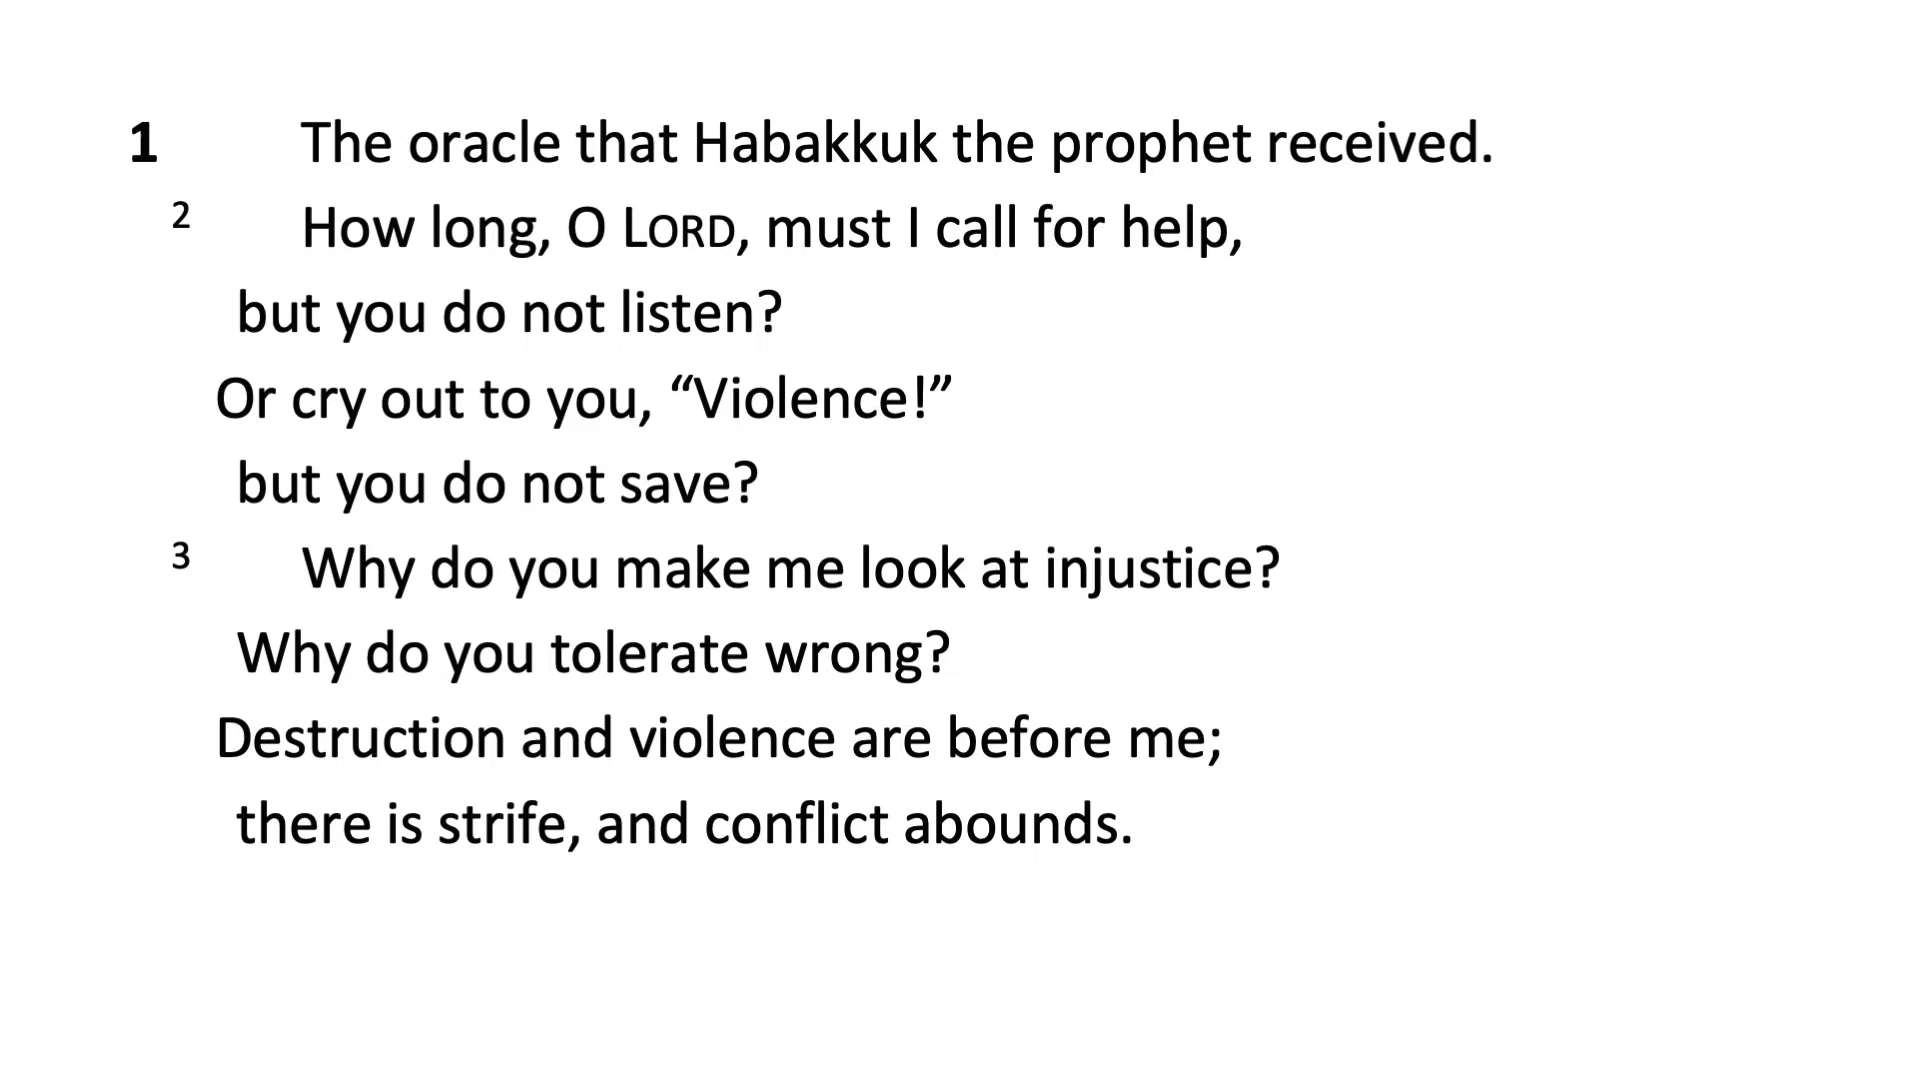 1 The oracle that Habakkuk the prophet received.
2 How long, O LORD, must I call for help,
but you do not listen?
Or cry out to you, “Violence!”
but you do not save?
3 Why do you make me look at injustice?
Why do you tolerate wrong?
Destruction and violence are before me;
there is strife, and conflict abounds.